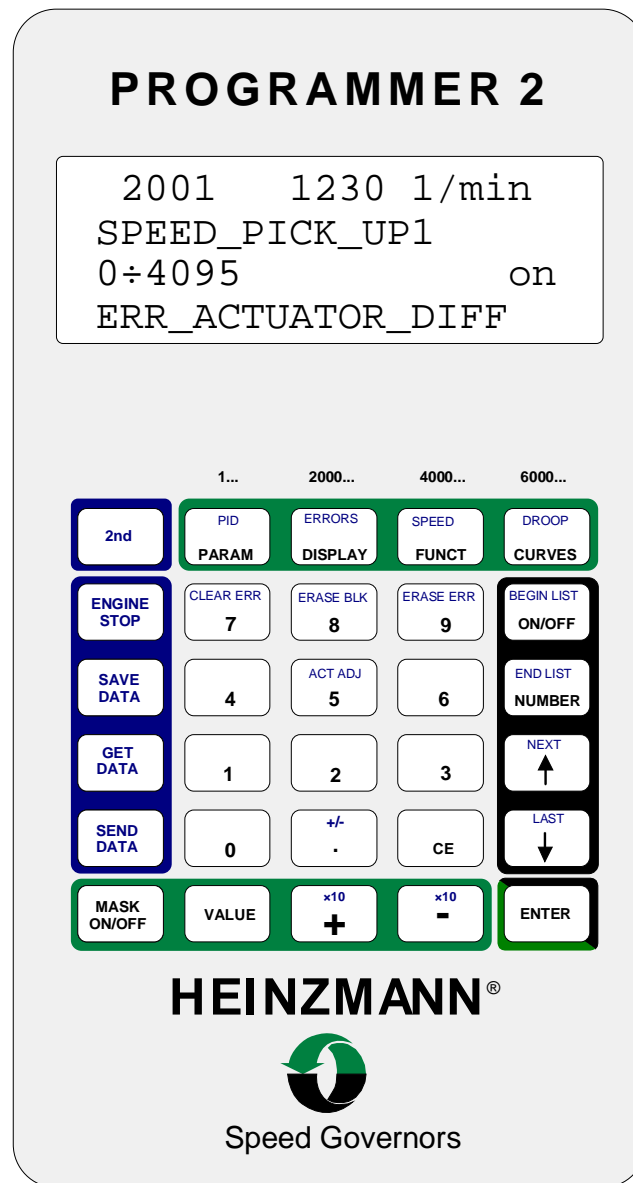 PROGRAMMER 2
2001 1230 1/min
SPEED_PICK_UP1
0÷4095 on
ERR_ACTUATOR_DIFF
1... 2000... 4000... 6000...
2nd
PID
PARAM
ERRORS
DISPLAY
SPEED
FUNCT
DROOP
CURVES
ENGINE
STOP
CLEAR ERR
7
ERASE BLK
8
ERASE ERR
9
BEGIN LIST
ON/OFF
SAVE
DATA
4
ACT ADJ
5
6
END LIST
NUMBER
GET
DATA
1
2
3
NEXT
↑
SEND
DATA
0
+/-
.
CE
LAST
↓
MASK
ON/OFF
VALUE
×10
+
×10
-
ENTER
HEINZMANN®
Speed Governors